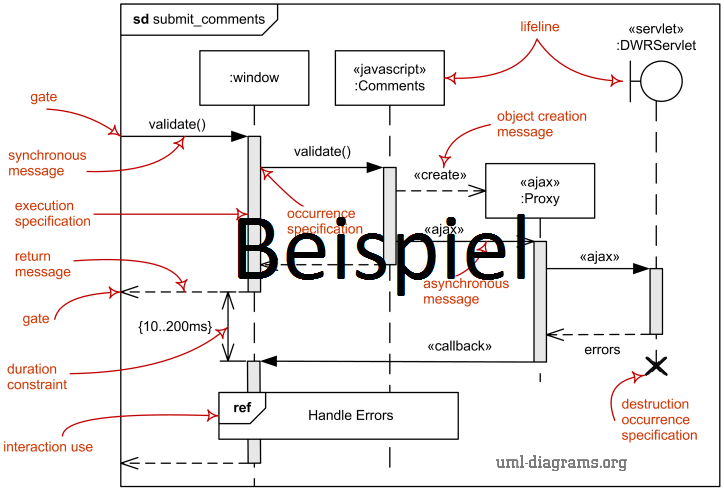 sd submit_comments
lifeline
«servlet»
:DWRServlet
:window
«javascript»
:Comments
gate
validate()
object creation
message
synchronous
message
validate()
«create»
«ajax»
:Proxy
execution
specification
occurrence
specification
Beispiel
«ajax»
return
message
asynchronous
message
«ajax»
gate
{10..200ms}
«callback»
errors
duration
constraint
ref
Handle Errors
destruction
occurrence
specification
interaction use
uml-diagrams.org